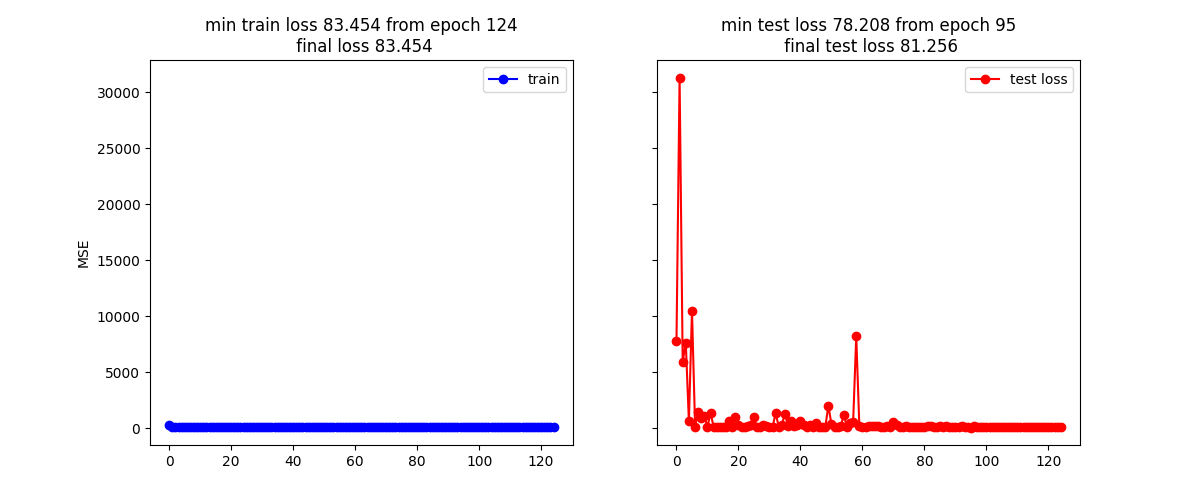 min train loss 83.454 from epoch 124
final loss 83.454
min test loss 78.208 from epoch 95
final test loss 81.256
train
test loss
MSE
30000
25000
20000
15000
10000
5000
0
0 20 40 60 80 100 120
0 20 40 60 80 100 120